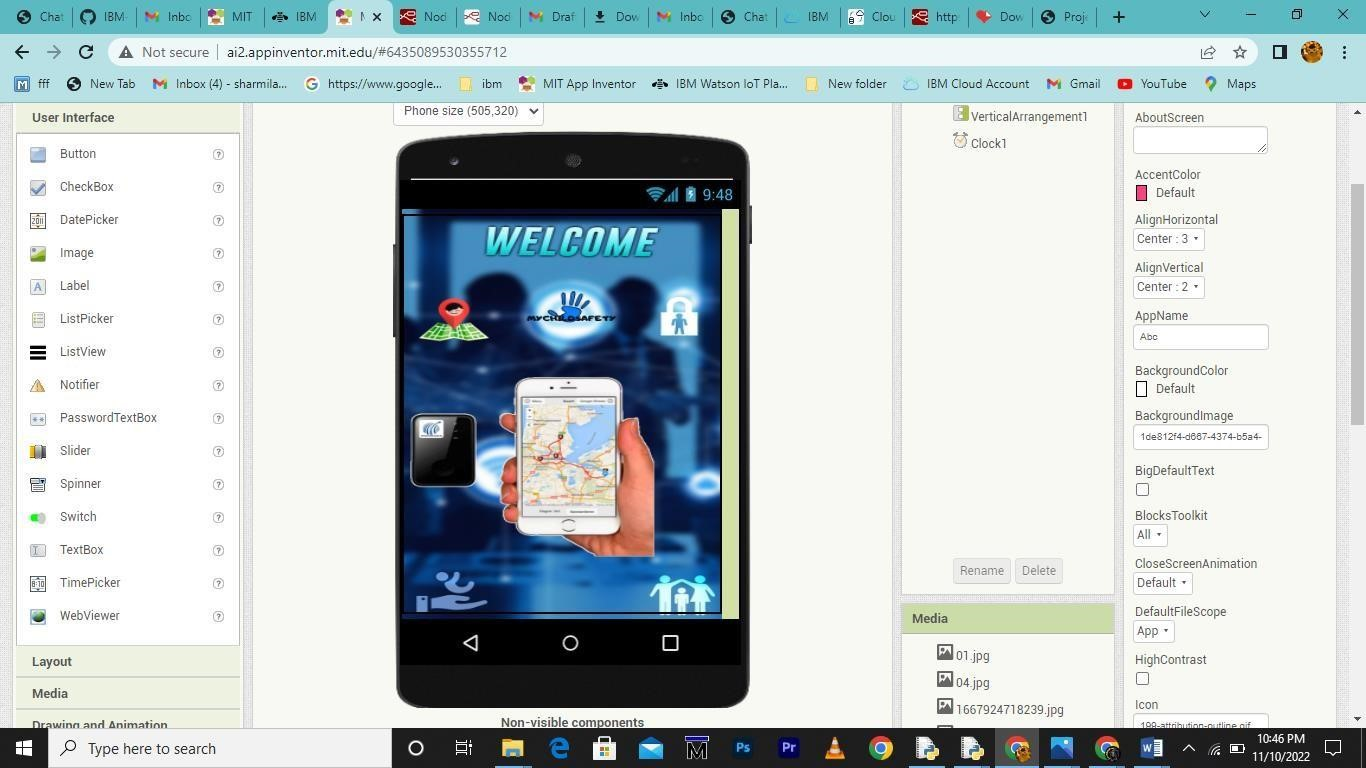 Chat
IBM-
Inbo
MIT
IBM
M
Nod
Nod
Draf
Dow
Inbo
Chat
IBM
Clou
https
Dow
Proje
Not secure
ai2.appinventor.mit.edu/#6435089530355712
fff
New Tab
Inbox (4) - sharmila...
https://www.google...
ibm
MIT App Inventor
IBM Watson IoT Pla...
New folder
IBM Cloud Account
Gmail
YouTube
Maps
User Interface
Button
CheckBox
DatePicker
Image
Label
ListPicker
ListView
Notifier
PasswordTextBox
Slider
Spinner
Switch
TextBox
TimePicker
WebViewer
Layout
Media
Drawing and Animation
Phone size (505,320)
9:48
WELCOME
MYCHILDSAFETY
Non-visible components
VerticalArrangement1
Clock1
Rename
Delete
Media
01.jpg
04.jpg
1667924718239.jpg
AboutScreen
AccentColor
Default
AlignHorizontal
Center : 3
AlignVertical
Center : 2
AppName
Abc
BackgroundColor
Default
BackgroundImage
1de812f4-d667-4374-b5a4-
BigDefaultText
BlocksToolkit
All
CloseScreenAnimation
Default
DefaultFileScope
App
HighContrast
Icon
198-attribution-outline.gif
Type here to search
10:46 PM
11/10/2022